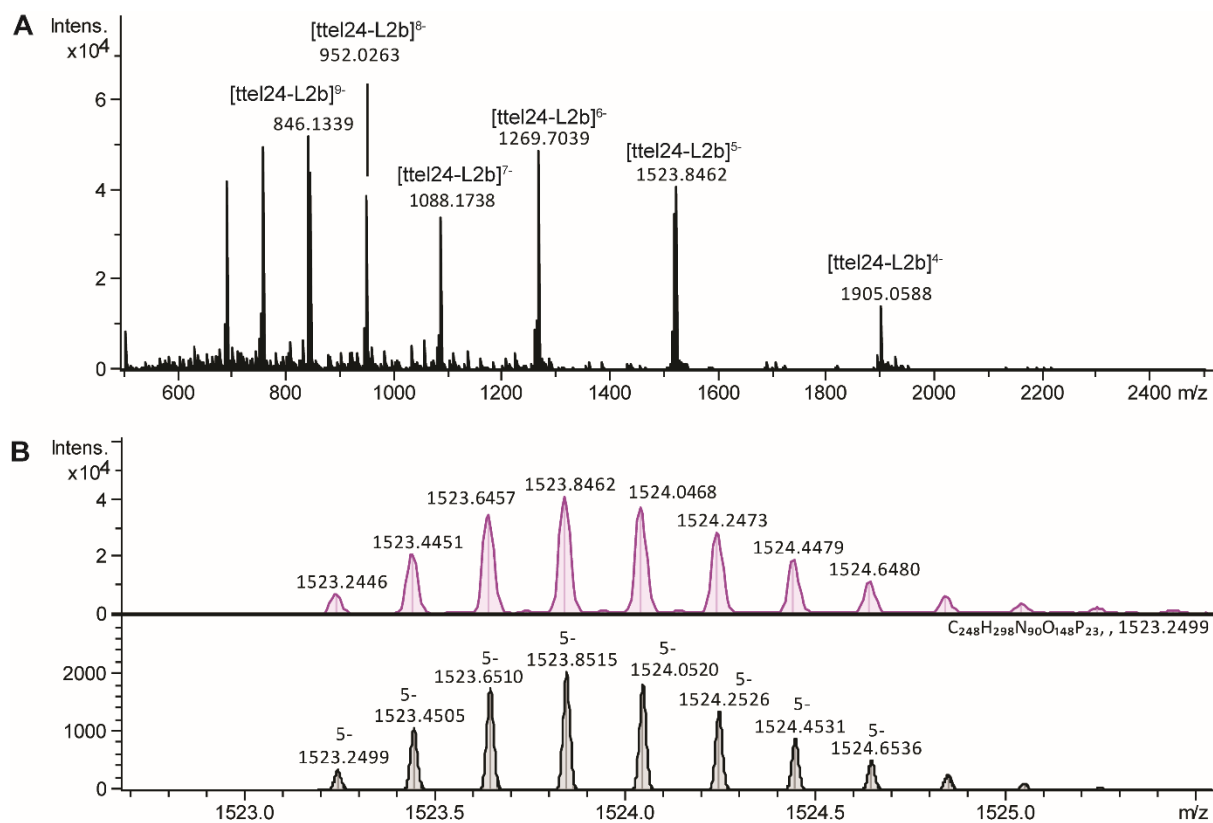 A
Intens.
x10⁴
[ttel24-L2b]⁸⁻
952.0263
[ttel24-L2b]⁹⁻
846.1339
[ttel24-L2b]⁷⁻
1088.1738
[ttel24-L2b]⁶⁻
1269.7039
[ttel24-L2b]⁵⁻
1523.8462
[ttel24-L2b]⁴⁻
1905.0588
6
4
2
0
600 800 1000 1200 1400 1600 1800 2000 2200 2400 m/z
B
Intens.
x10⁴
4
2
0
1523.2446
1523.4451
1523.6457
1523.8462
1524.0468
1524.2473
1524.4479
1524.6480
C₂₄₈H₂₉₈N₉₀O₁₄₈P₂₃, , 1523.2499
2000
1000
0
5-
1523.2499
5-
1523.4505
5-
1523.6510
5-
1523.8515
5-
1524.0520
5-
1524.2526
5-
1524.4531
5-
1524.6536
1523.0 1523.5 1524.0 1524.5 1525.0 m/z